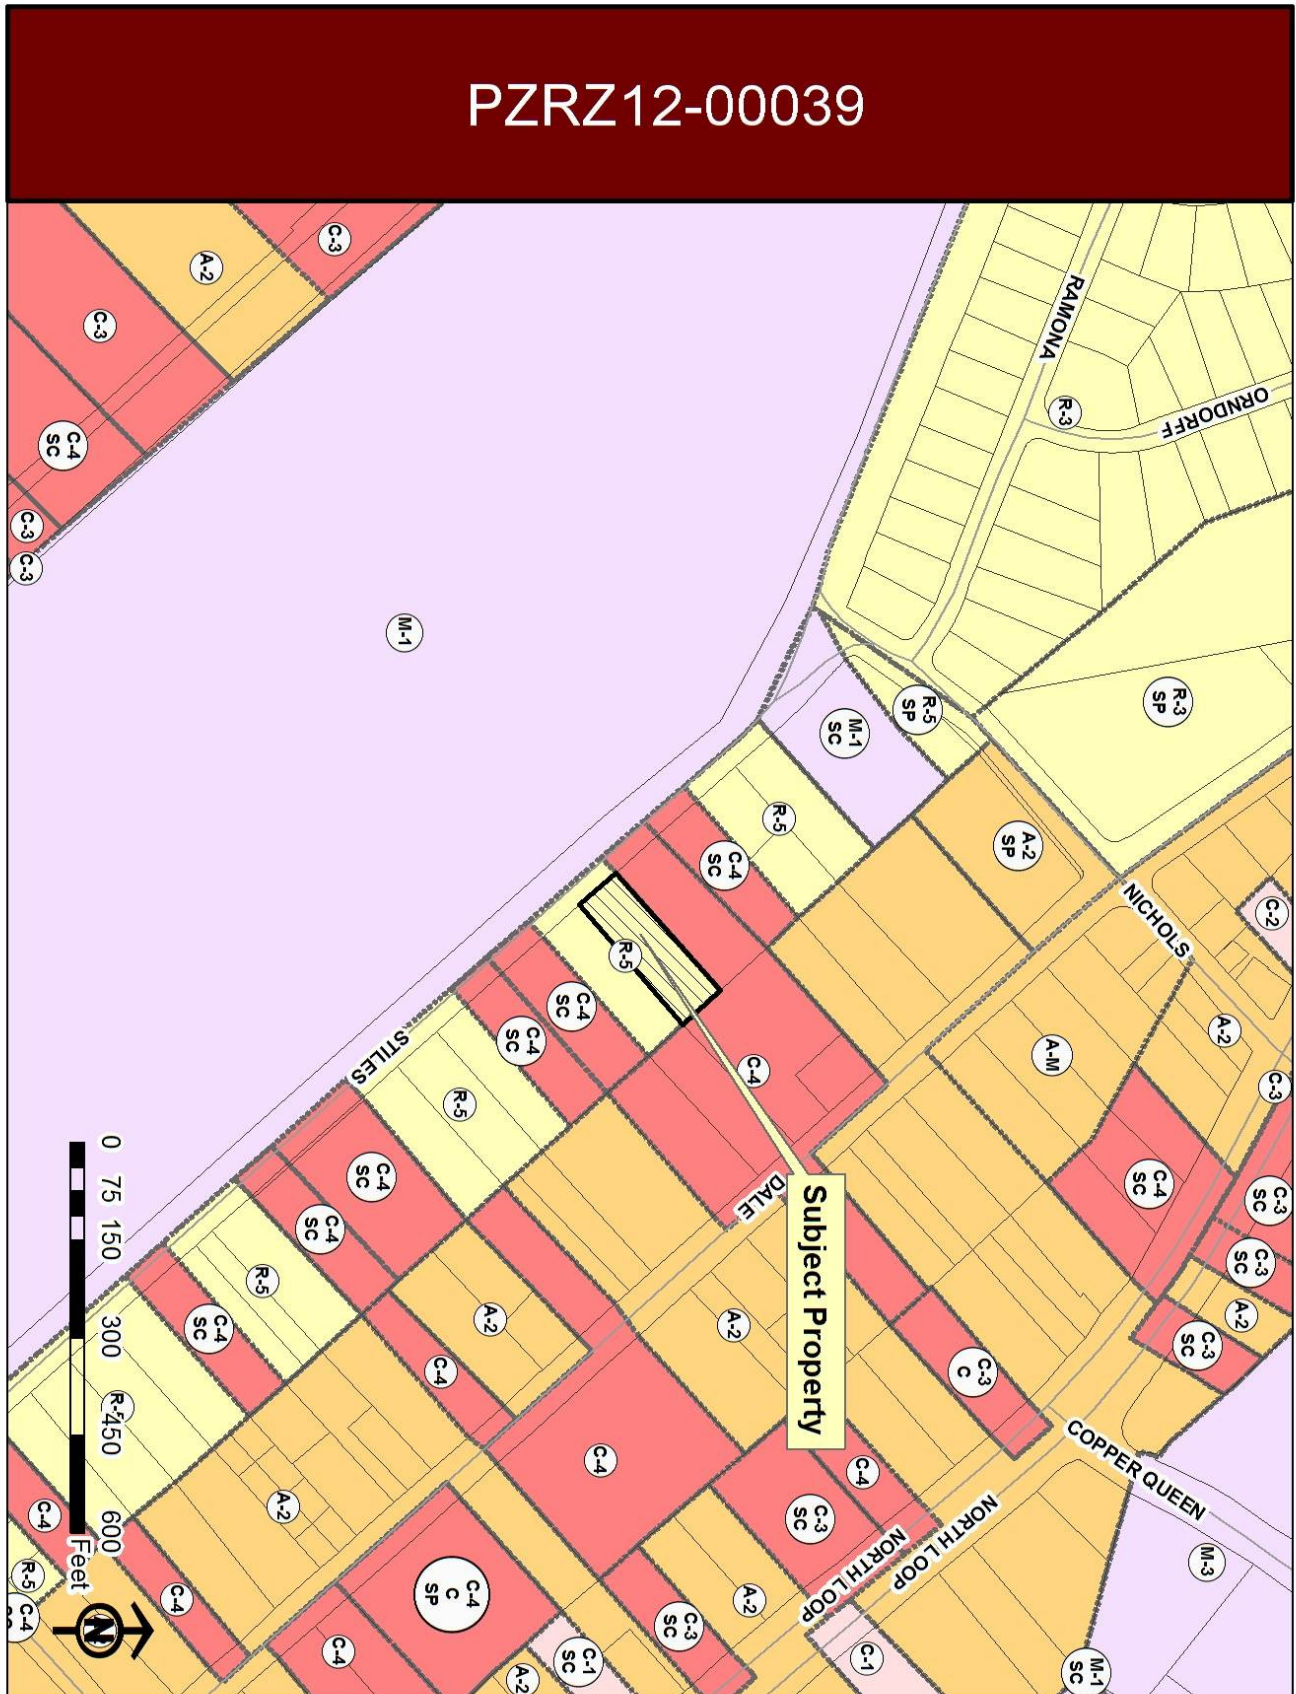 PZRZ12-00039
C-3
A-2
C-3
C-4
SC
C-3
C-3
M-1
RAMONA
ORNDORFF
R-3
R-3
SP
R-5
SP
M-1
SC
R-5
A-2
SP
C-4
SC
NICHOLS
C-2
R-5
C-4
SC
C-4
SC
C-4
A-M
A-2
C-3
STILES
R-5
C-4
SC
C-3
SC
C-3
SC
A-2
C-3
SC
DALE
Subject Property
C-4
SC
C-4
SC
R-5
C-4
SC
A-2
C-4
A-2
C-3
C
COPPER QUEEN
C-4
C-4
C-3
SC
NORTH LOOP
NORTH LOOP
M-3
R-5
A-2
A-2
C-4
R-5
C-4
C-4
C-4
C
SP
C-4
C-3
SC
C-1
SC
A-2
C-1
M-1
SC
0 75 150 300 450 600
Feet
N